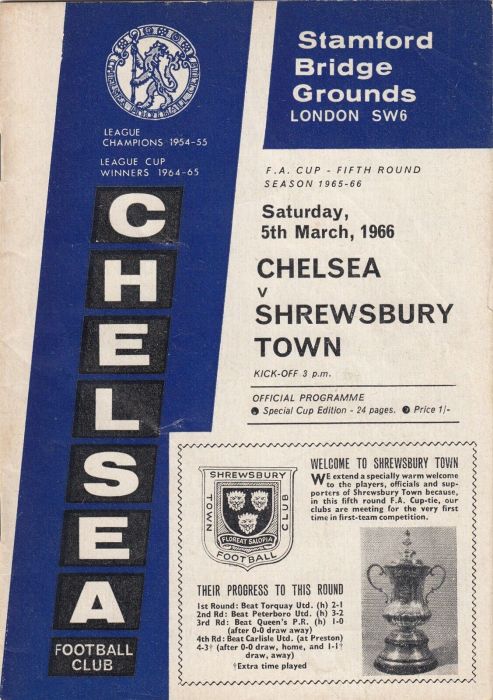 LEAGUE
CHAMPIONS 1954-55
LEAGUE CUP
WINNERS 1964-65
CHELSEA
FOOTBALL
CLUB
Stamford
Bridge
Grounds
LONDON SW6
F.A. CUP - FIFTH ROUND
SEASON 1965-66
Saturday,
5th March, 1966
CHELSEA
v
SHREWSBURY
TOWN
KICK-OFF 3 p.m.
OFFICIAL PROGRAMME
Special Cup Edition - 24 pages. Price 1/-
SHREWSBURY
TOWN
CLUB
FLOREAT SALOPIA
FOOTBALL
WELCOME TO SHREWSBURY TOWN
WE extend a specially warm welcome
to the players, officials and sup-
porters of Shrewsbury Town because,
in this fifth round F.A. Cup-tie, our
clubs are meeting for the very first
time in first-team competition.
THEIR PROGRESS TO THIS ROUND
1st Round: Beat Torquay Utd. (h) 2-1
2nd Rd: Beat Peterboro Utd. (h) 3-2
3rd Rd: Beat Queen's P.R. (h) 1-0
(after 0-0 draw away)
4th Rd: Beat Carlisle Utd. (at Preston)
4-3† (after 0-0 draw, home, and 1-1†
draw, away)
†Extra time played